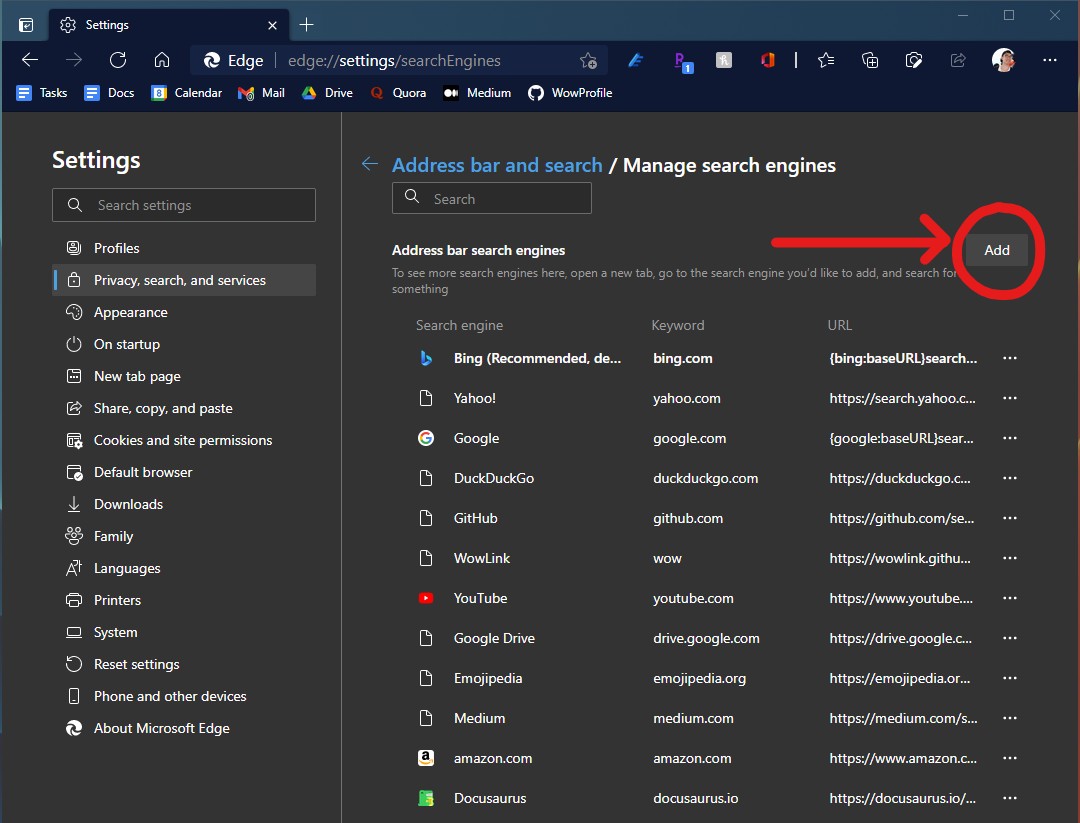 Settings
Edge edge://settings/searchEngines
1
Tasks Docs 8 Calendar Mail Drive Quora Medium WowProfile
Settings
Search settings
Profiles
Privacy, search, and services
Appearance
On startup
New tab page
Share, copy, and paste
Cookies and site permissions
Default browser
Downloads
Family
Languages
Printers
System
Reset settings
Phone and other devices
About Microsoft Edge
Address bar and search / Manage search engines
Search
Address bar search engines
Add
To see more search engines here, open a new tab, go to the search engine you'd like to add, and search for
something
Search engine Keyword URL
Bing (Recommended, de... bing.com {bing:baseURL}search...
Yahoo! yahoo.com https://search.yahoo.c...
Google google.com {google:baseURL}sear...
DuckDuckGo duckduckgo.com https://duckduckgo.c...
GitHub github.com https://github.com/se...
WowLink wow https://wowlink.githu...
YouTube youtube.com https://www.youtube....
Google Drive drive.google.com https://drive.google.c...
Emojipedia emojipedia.org https://emojipedia.or...
Medium medium.com https://medium.com/s...
amazon.com amazon.com https://www.amazon.c...
Docusaurus docusaurus.io https://docusaurus.io/...